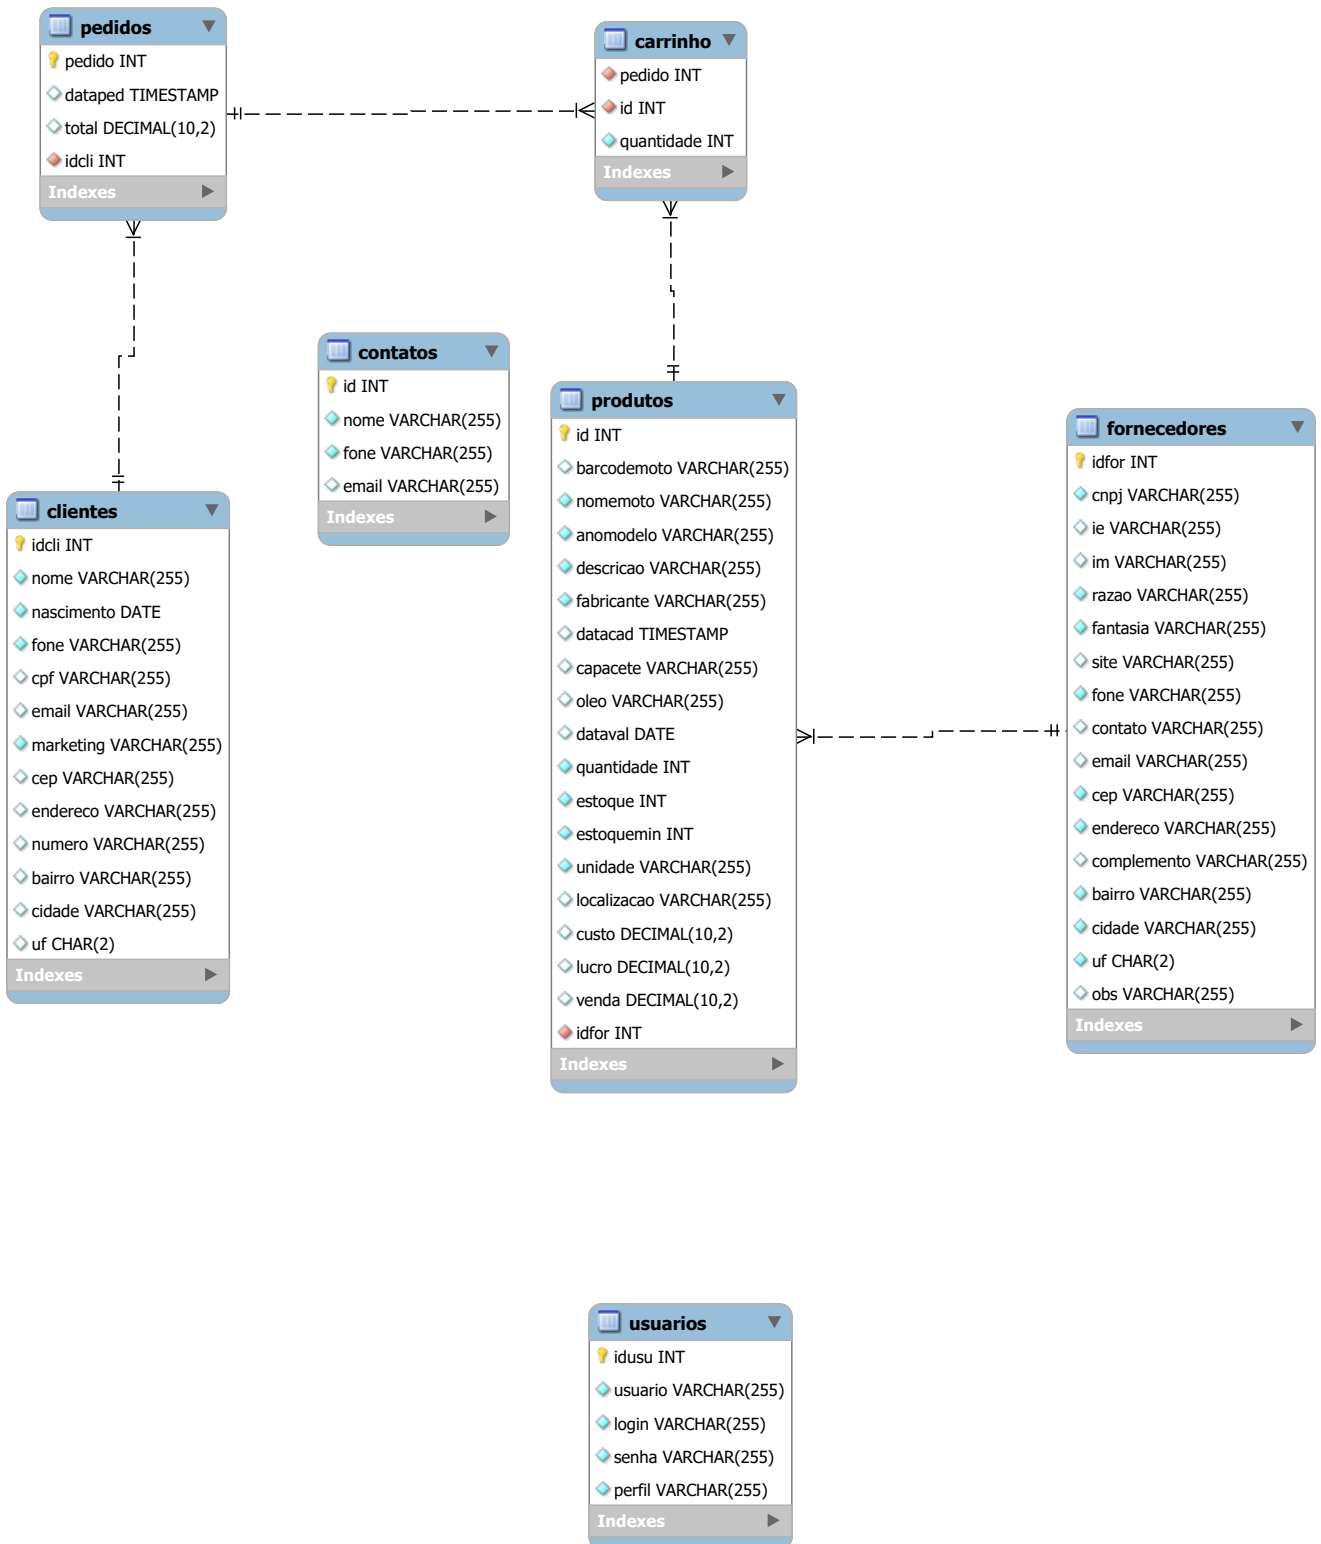 pedidos
pedido INT
dataped TIMESTAMP
total DECIMAL(10,2)
idcli INT
Indexes
carrinho
pedido INT
id INT
quantidade INT
Indexes
contatos
id INT
nome VARCHAR(255)
fone VARCHAR(255)
email VARCHAR(255)
Indexes
clientes
idcli INT
nome VARCHAR(255)
nascimento DATE
fone VARCHAR(255)
cpf VARCHAR(255)
email VARCHAR(255)
marketing VARCHAR(255)
cep VARCHAR(255)
endereco VARCHAR(255)
numero VARCHAR(255)
bairro VARCHAR(255)
cidade VARCHAR(255)
uf CHAR(2)
Indexes
produtos
id INT
barcodemoto VARCHAR(255)
nomemoto VARCHAR(255)
anomodelo VARCHAR(255)
descricao VARCHAR(255)
fabricante VARCHAR(255)
datacad TIMESTAMP
capacete VARCHAR(255)
oleo VARCHAR(255)
dataval DATE
quantidade INT
estoque INT
estoquemin INT
unidade VARCHAR(255)
localizacao VARCHAR(255)
custo DECIMAL(10,2)
lucro DECIMAL(10,2)
venda DECIMAL(10,2)
idfor INT
Indexes
fornecedores
idfor INT
cnpj VARCHAR(255)
ie VARCHAR(255)
im VARCHAR(255)
razao VARCHAR(255)
fantasia VARCHAR(255)
site VARCHAR(255)
fone VARCHAR(255)
contato VARCHAR(255)
email VARCHAR(255)
cep VARCHAR(255)
endereco VARCHAR(255)
complemento VARCHAR(255)
bairro VARCHAR(255)
cidade VARCHAR(255)
uf CHAR(2)
obs VARCHAR(255)
Indexes
usuarios
idusu INT
usuario VARCHAR(255)
login VARCHAR(255)
senha VARCHAR(255)
perfil VARCHAR(255)
Indexes